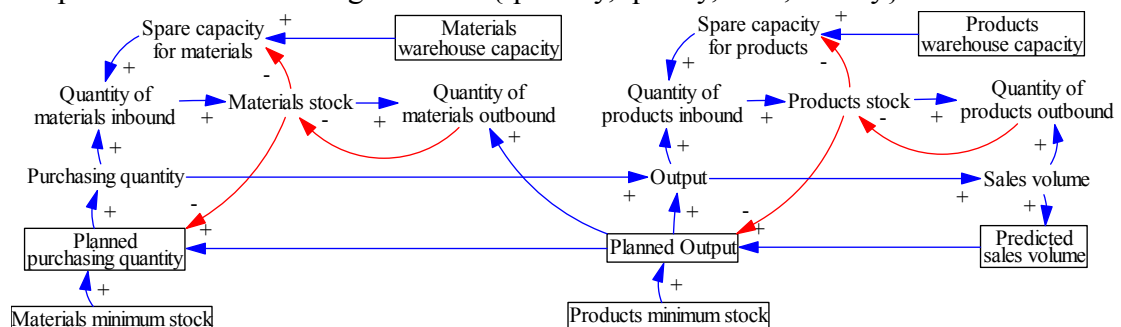 Spare capacity
for materials
Materials
warehouse capacity
Spare capacity
for products
Products
warehouse capacity
+
+
+
+
-
-
Quantity of
materials inbound
Materials stock
Quantity of
materials outbound
Quantity of
products inbound
Products stock
Quantity of
products outbound
+
-
+
+
-
+
+
+
+
+
Purchasing quantity
Output
Sales volume
+
+
+
+
+
-
+
-
+
Planned
purchasing quantity
Planned Output
Predicted
sales volume
+
+
Materials minimum stock
Products minimum stock